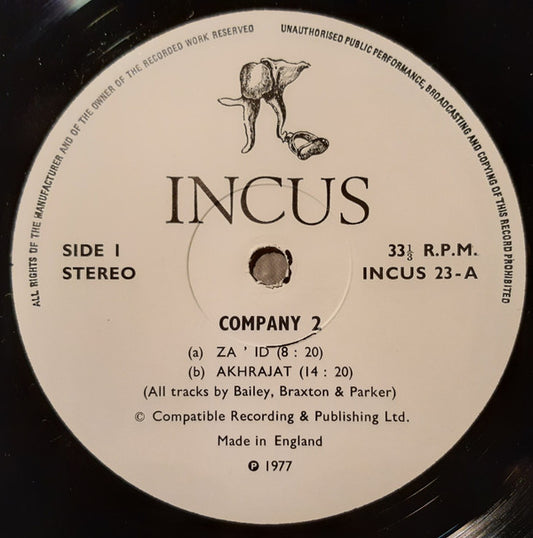 ALL RIGHTS OF THE MANUFACTURER AND OF THE OWNER OF THE RECORDED WORK RESERVED
UNAUTHORISED PUBLIC PERFORMANCE, BROADCASTING AND COPYING OF THIS RECORD PROHIBITED
INCUS
SIDE 1
STEREO
33⅓ R.P.M.
INCUS 23-A
COMPANY 2
(a) ZA ' ID (8 : 20)
(b) AKHRAJAT (14 : 20)
(All tracks by Bailey, Braxton & Parker)
© Compatible Recording & Publishing Ltd.
Made in England
℗ 1977